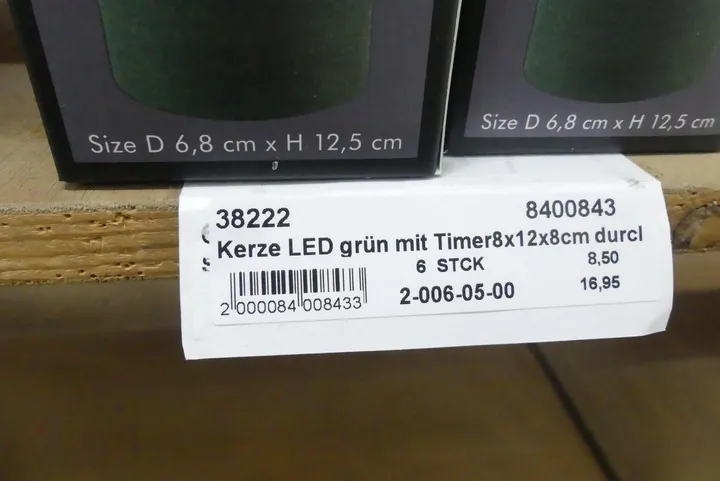 Size D 6,8 cm x H 12,5 cm
Size D 6,8 cm x H 12,5 cm
38222 8400843
Kerze LED grün mit Timer8x12x8cm durcl
6 STCK 8,50
2-006-05-00 16,95
2 000084 008433